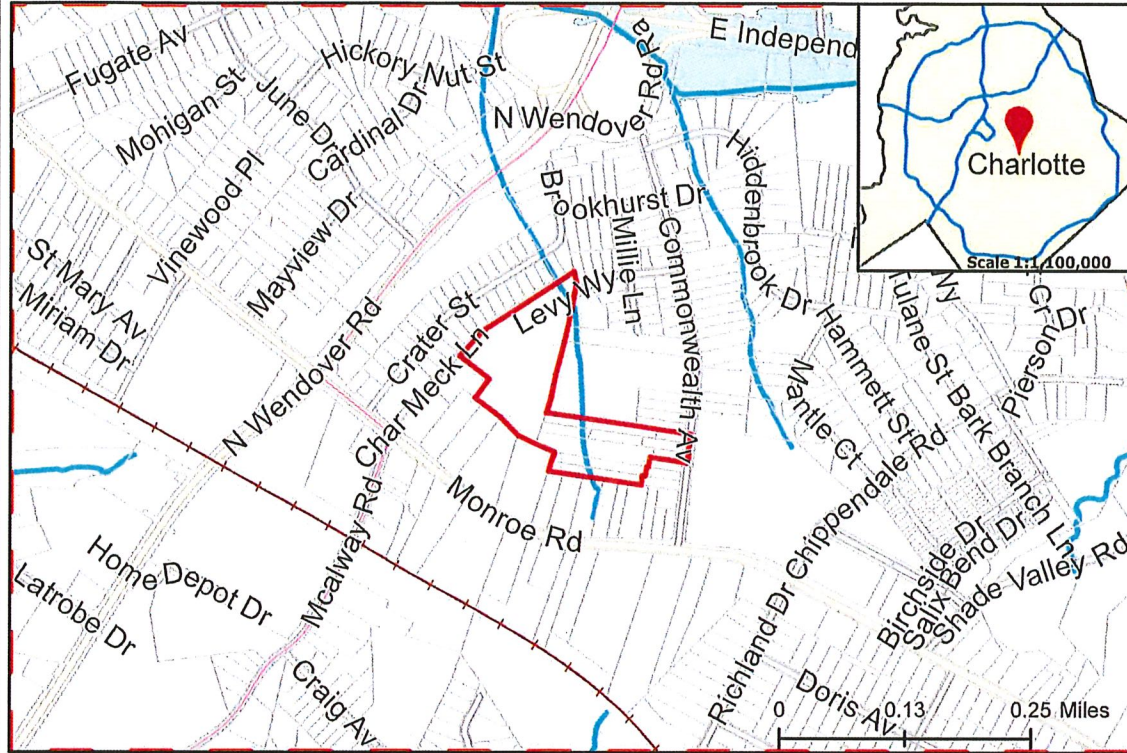 Fugate Av
Hickory Nut St
E Independ
Mohigan St
June Dr
Cardinal Dr
N Wendover Rd Ra
Charlotte
Scale 1:1,100,000
Vinewood Pl
Mayview Dr
Brookhurst Dr
Millie Ln
Commonwealth Av
Hiddenbrook Dr
St Mary Av
Miriam Dr
N Wendover Rd
Crater St
Levy Wy
Char Meck Ln
Hammett St
Tulane St
Bark Branch Ln
Pierson Dr
Gr Dr
Mantle Ct
Chippendale Rd
Monroe Rd
Mcalway Rd
Home Depot Dr
Latrobe Dr
Craig Av
Richland Dr
Birchside Dr
Salix Bend Dr
Shade Valley Rd
Doris Av
0 0.13 0.25 Miles